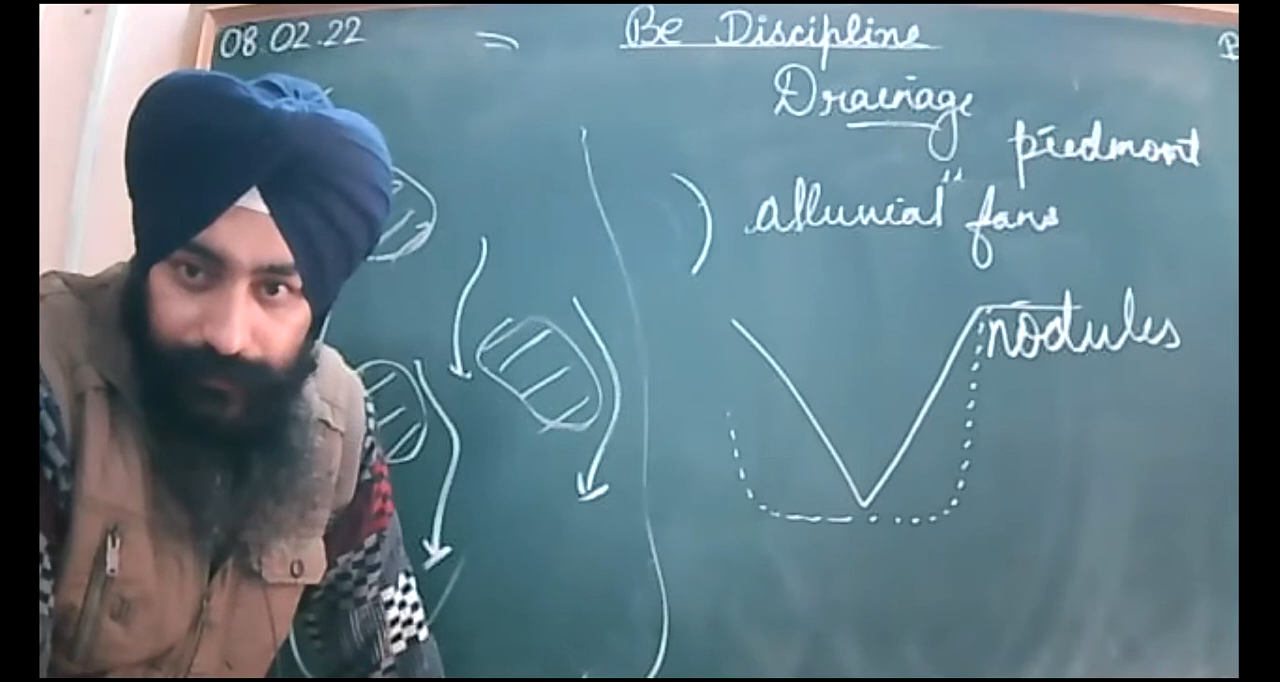 08.02.22
Be Discipline
Drainage
piedmont
alluvial" fans
nodules